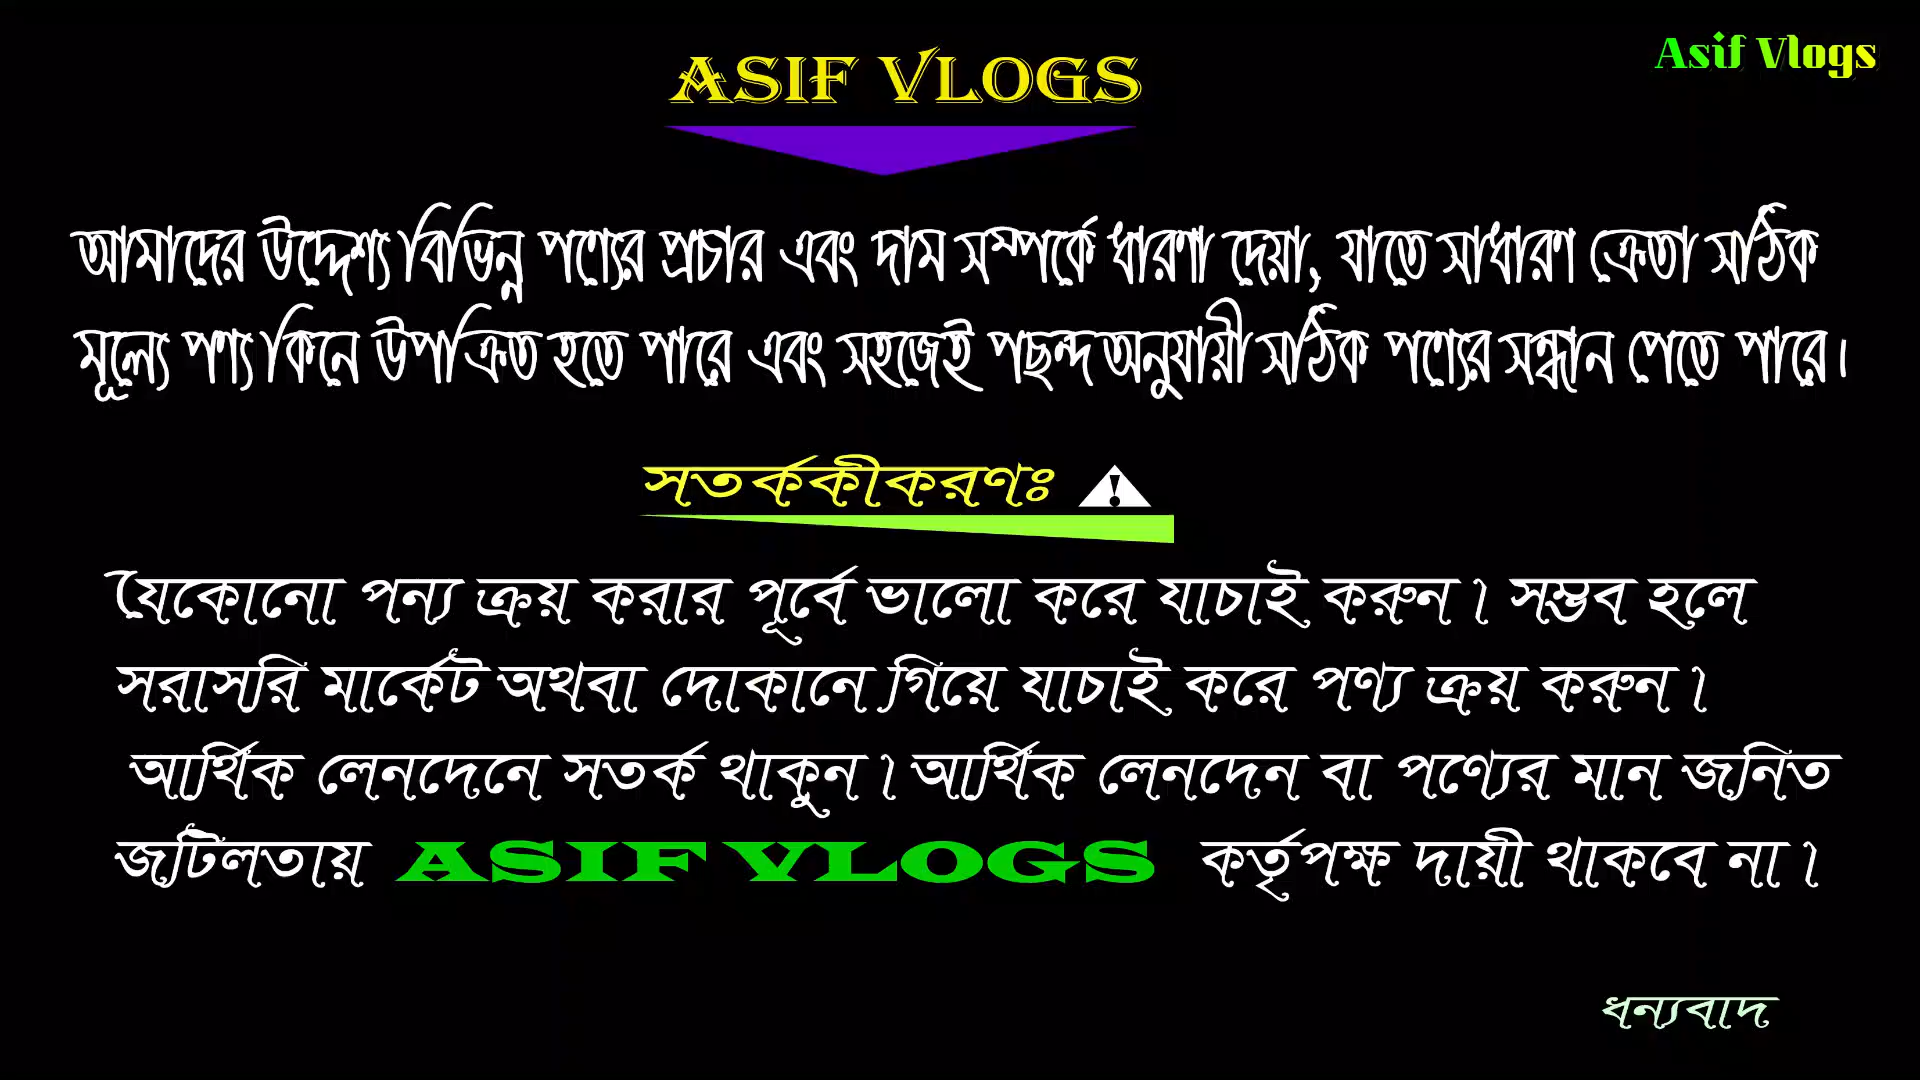 ASIF VLOGS
Asif Vlogs
আমাদের উদ্দেশ্য বিভিন্ন পণ্যের প্রচার এবং দাম সম্পর্কে ধারণা দেয়া, যাতে সাধারণ ক্রেতা সঠিক
মূল্যে পণ্য কিনে উপক্রিত হতে পারে এবং সহজেই পছন্দ অনুযায়ী সঠিক পণ্যের সন্ধান পেতে পারে।
সতর্ককীকরণঃ
যেকোনো পন্য ক্রয় করার পূর্বে ভালো করে যাচাই করুন। সম্ভব হলে
সরাসরি মার্কেট অথবা দোকানে গিয়ে যাচাই করে পণ্য ক্রয় করুন।
আর্থিক লেনদেনে সতর্ক থাকুন। আর্থিক লেনদেন বা পণ্যের মান জনিত
জটিলতায় ASIF VLOGS কর্তৃপক্ষ দায়ী থাকবে না।
ধন্যবাদ